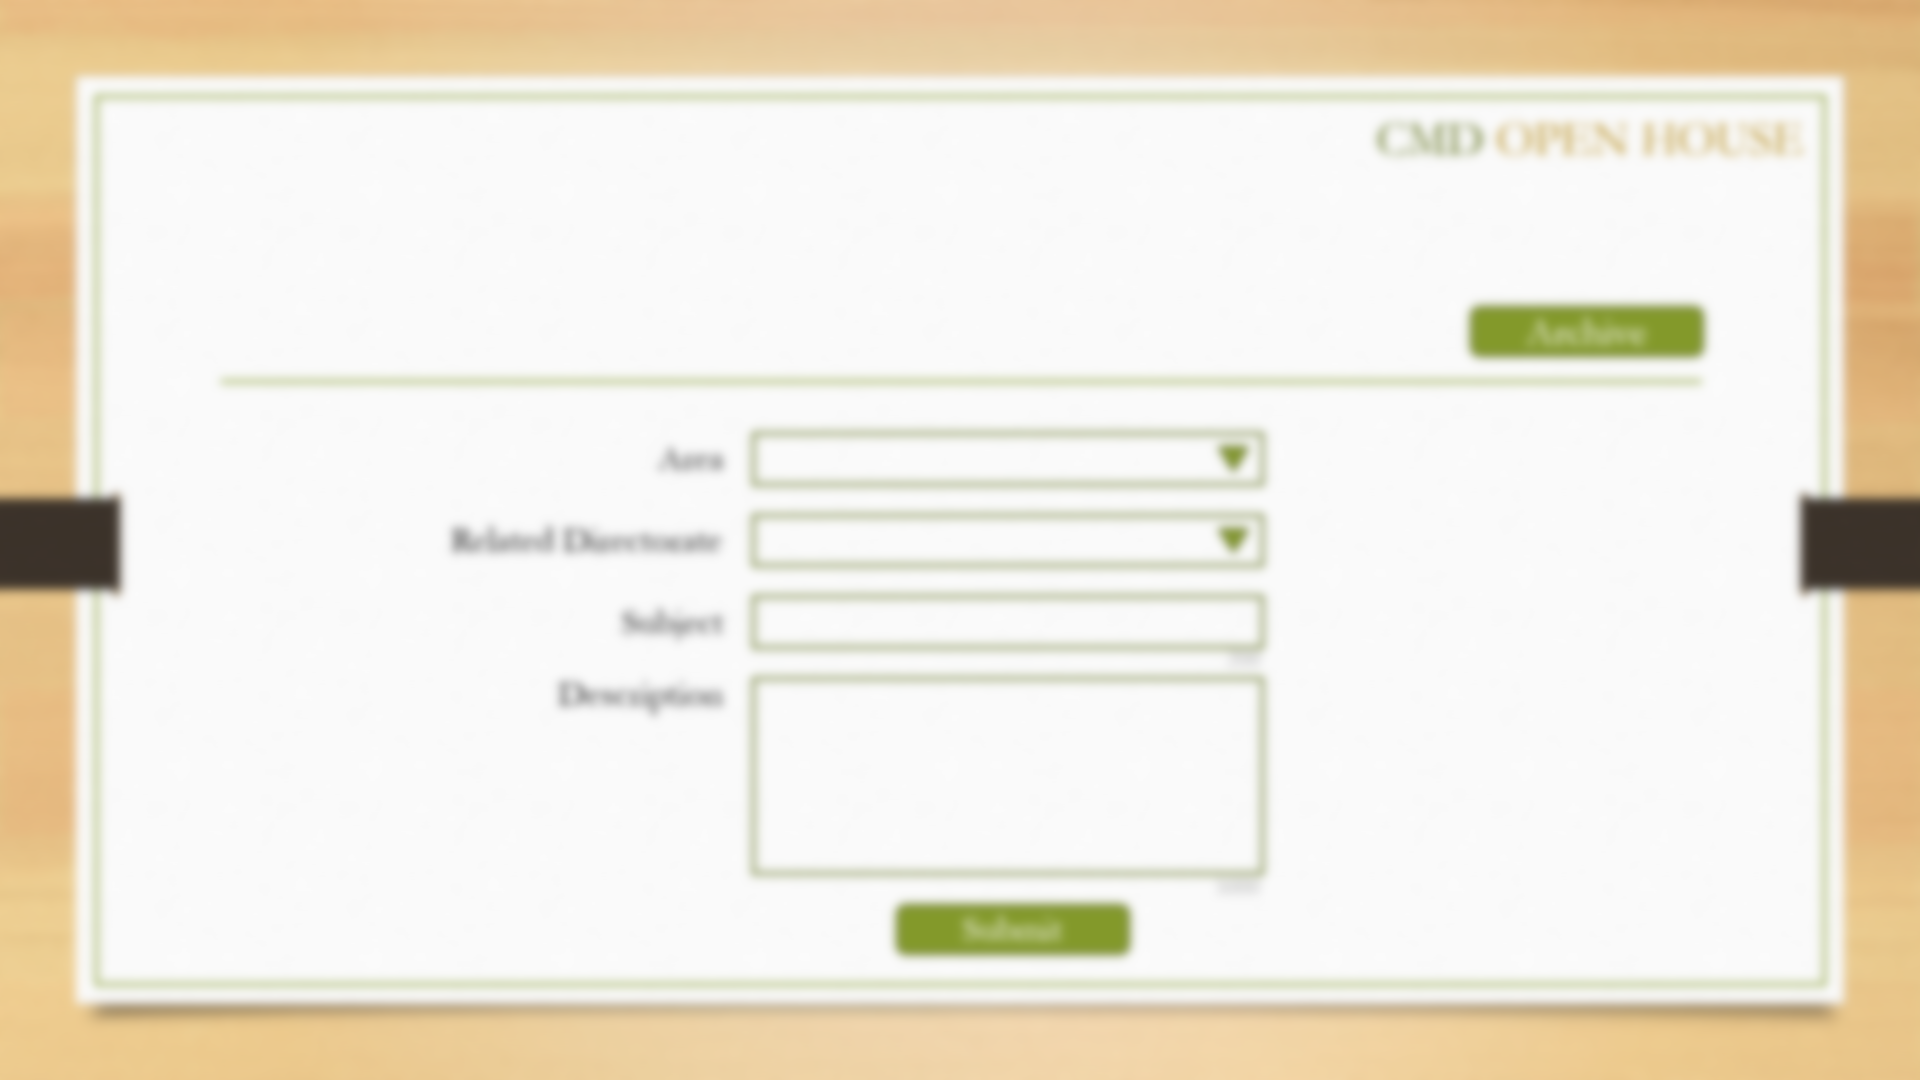 CMD OPEN HOUSE
Archive
Area
Related Directorate
Subject
Description
Submit